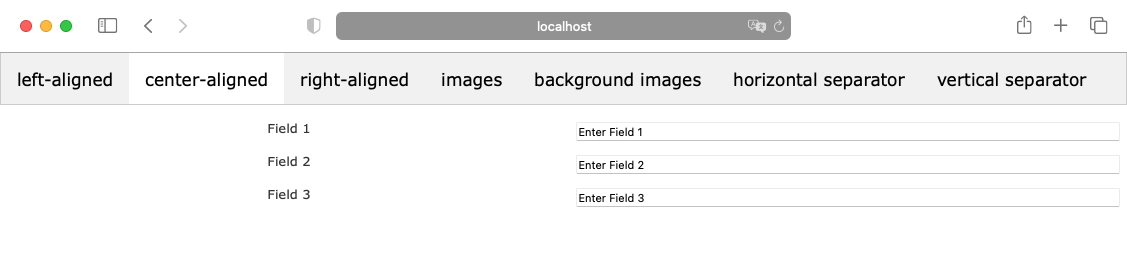 localhost
left-aligned center-aligned right-aligned images background images horizontal separator vertical separator
Field 1 Enter Field 1
Field 2 Enter Field 2
Field 3 Enter Field 3